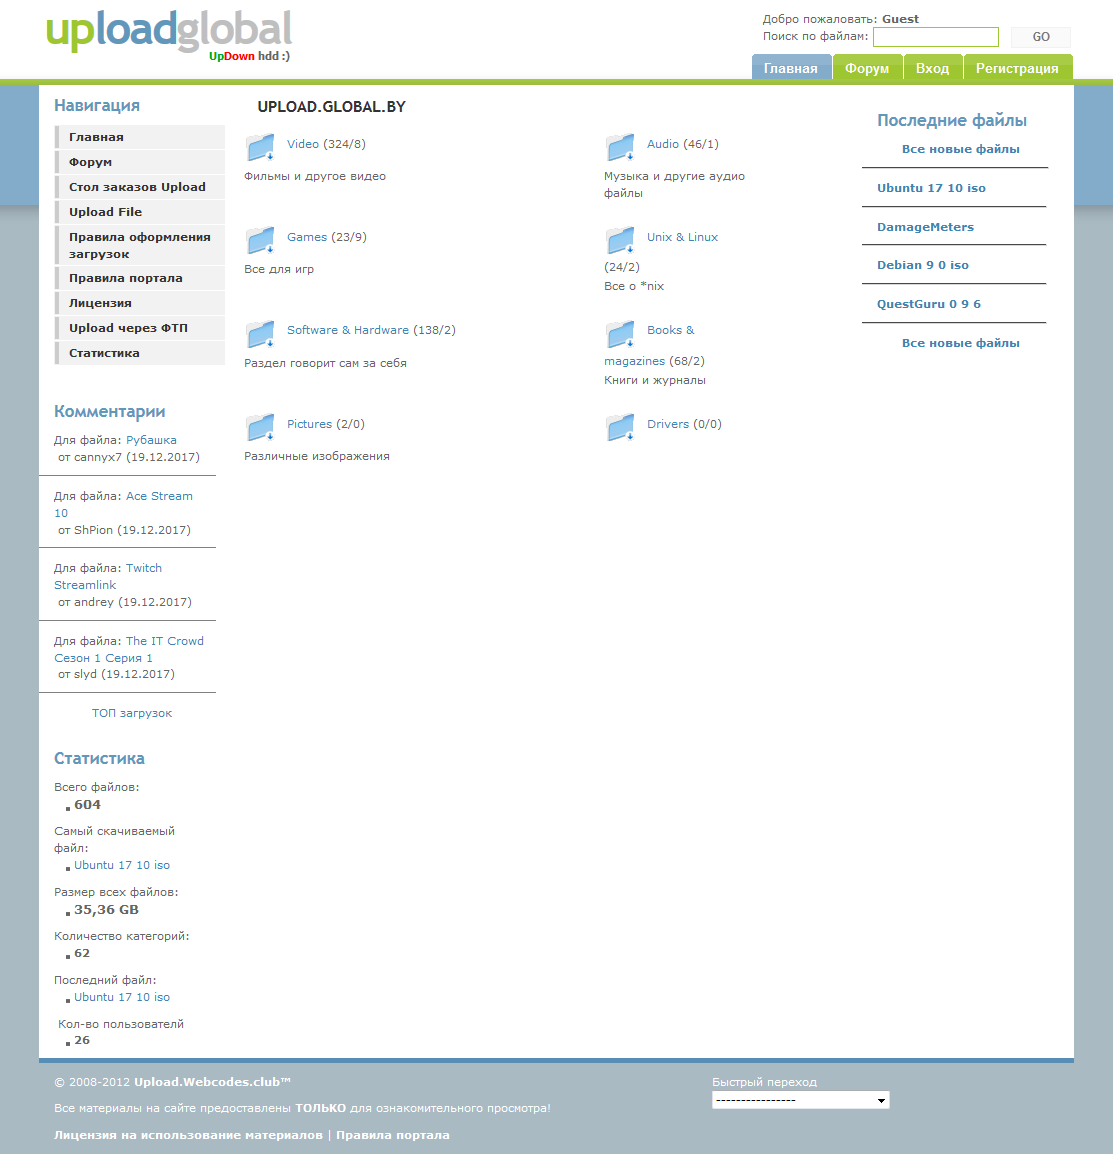 uploadglobal
UpDown hdd :)
Добро пожаловать: Guest
Поиск по файлам:
GO
Главная
Форум
Вход
Регистрация
Навигация
Главная
Форум
Стол заказов Upload
Upload File
Правила оформления
загрузок
Правила портала
Лицензия
Upload через ФТП
Статистика
Комментарии
Для файла: Рубашка
от cannyx7 (19.12.2017)
Для файла: Ace Stream
10
от ShPion (19.12.2017)
Для файла: Twitch
Streamlink
от andrey (19.12.2017)
Для файла: The IT Crowd
Сезон 1 Серия 1
от slyd (19.12.2017)
ТОП загрузок
Статистика
Всего файлов:
604
Самый скачиваемый
файл:
Ubuntu 17 10 iso
Размер всех файлов:
35,36 GB
Количество категорий:
62
Последний файл:
Ubuntu 17 10 iso
Кол-во пользователй
26
UPLOAD.GLOBAL.BY
Video (324/8)
Фильмы и другое видео
Audio (46/1)
Музыка и другие аудио
файлы
Games (23/9)
Все для игр
Unix & Linux
(24/2)
Все о *nix
Software & Hardware (138/2)
Раздел говорит сам за себя
Books &
magazines (68/2)
Книги и журналы
Pictures (2/0)
Различные изображения
Drivers (0/0)
Последние файлы
Все новые файлы
Ubuntu 17 10 iso
DamageMeters
Debian 9 0 iso
QuestGuru 0 9 6
Все новые файлы
© 2008-2012 Upload.Webcodes.club™
Все материалы на сайте предоставлены ТОЛЬКО для ознакомительного просмотра!
Лицензия на использование материалов | Правила портала
Быстрый переход
----------------